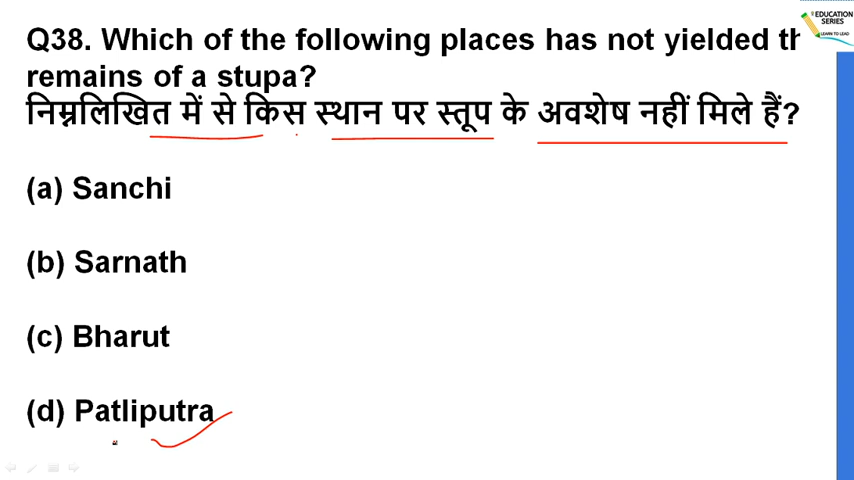 EDUCATION
SERIES
LEARN TO LEAD
Q38. Which of the following places has not yielded th
remains of a stupa?
निम्नलिखित में से किस स्थान पर स्तूप के अवशेष नहीं मिले हैं?
(a) Sanchi
(b) Sarnath
(c) Bharut
(d) Patliputra